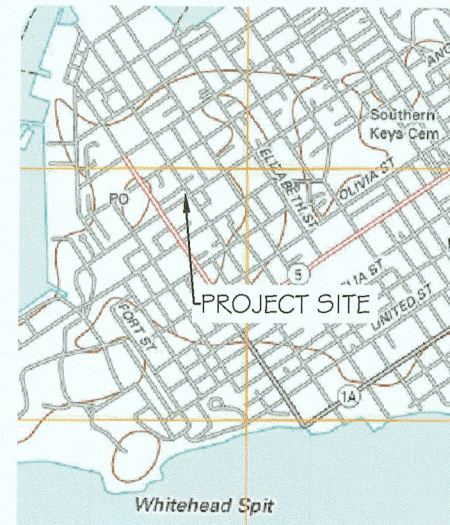 Southern
Keys Cem
ELIZABETH ST
OLIVIA ST
PO
5
PROJECT SITE
UNITED ST
FORT ST
1A
Whitehead Spit